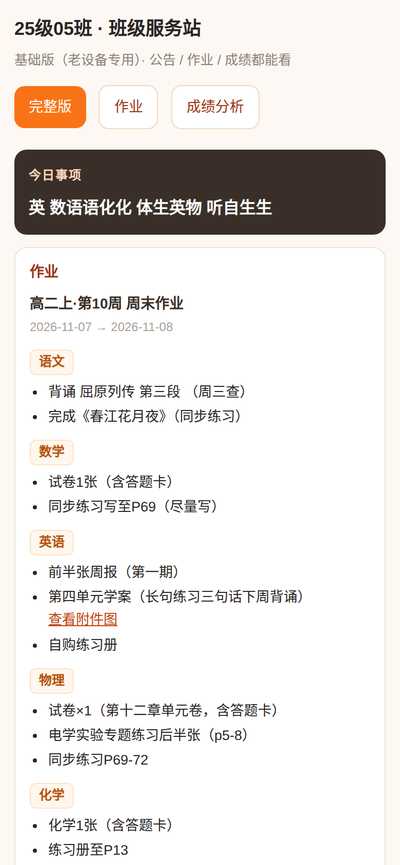 25级05班 · 班级服务站
基础版（老设备专用）· 公告 / 作业 / 成绩都能看
完整版
作业
成绩分析
今日事项
英 数语语化化 体生英物 听自生生
作业
高二上·第10周 周末作业
2026-11-07 → 2026-11-08
语文
背诵 屈原列传 第三段 （周三查）
完成《春江花月夜》（同步练习）
数学
试卷1张（含答题卡）
同步练习写至P69（尽量写）
英语
前半张周报（第一期）
第四单元学案（长句练习三句话下周背诵）
查看附件图
自购练习册
物理
试卷×1（第十二章单元卷，含答题卡）
电学实验专题练习后半张（p5-8）
同步练习P69-72
化学
化学1张（含答题卡）
练习册至P13